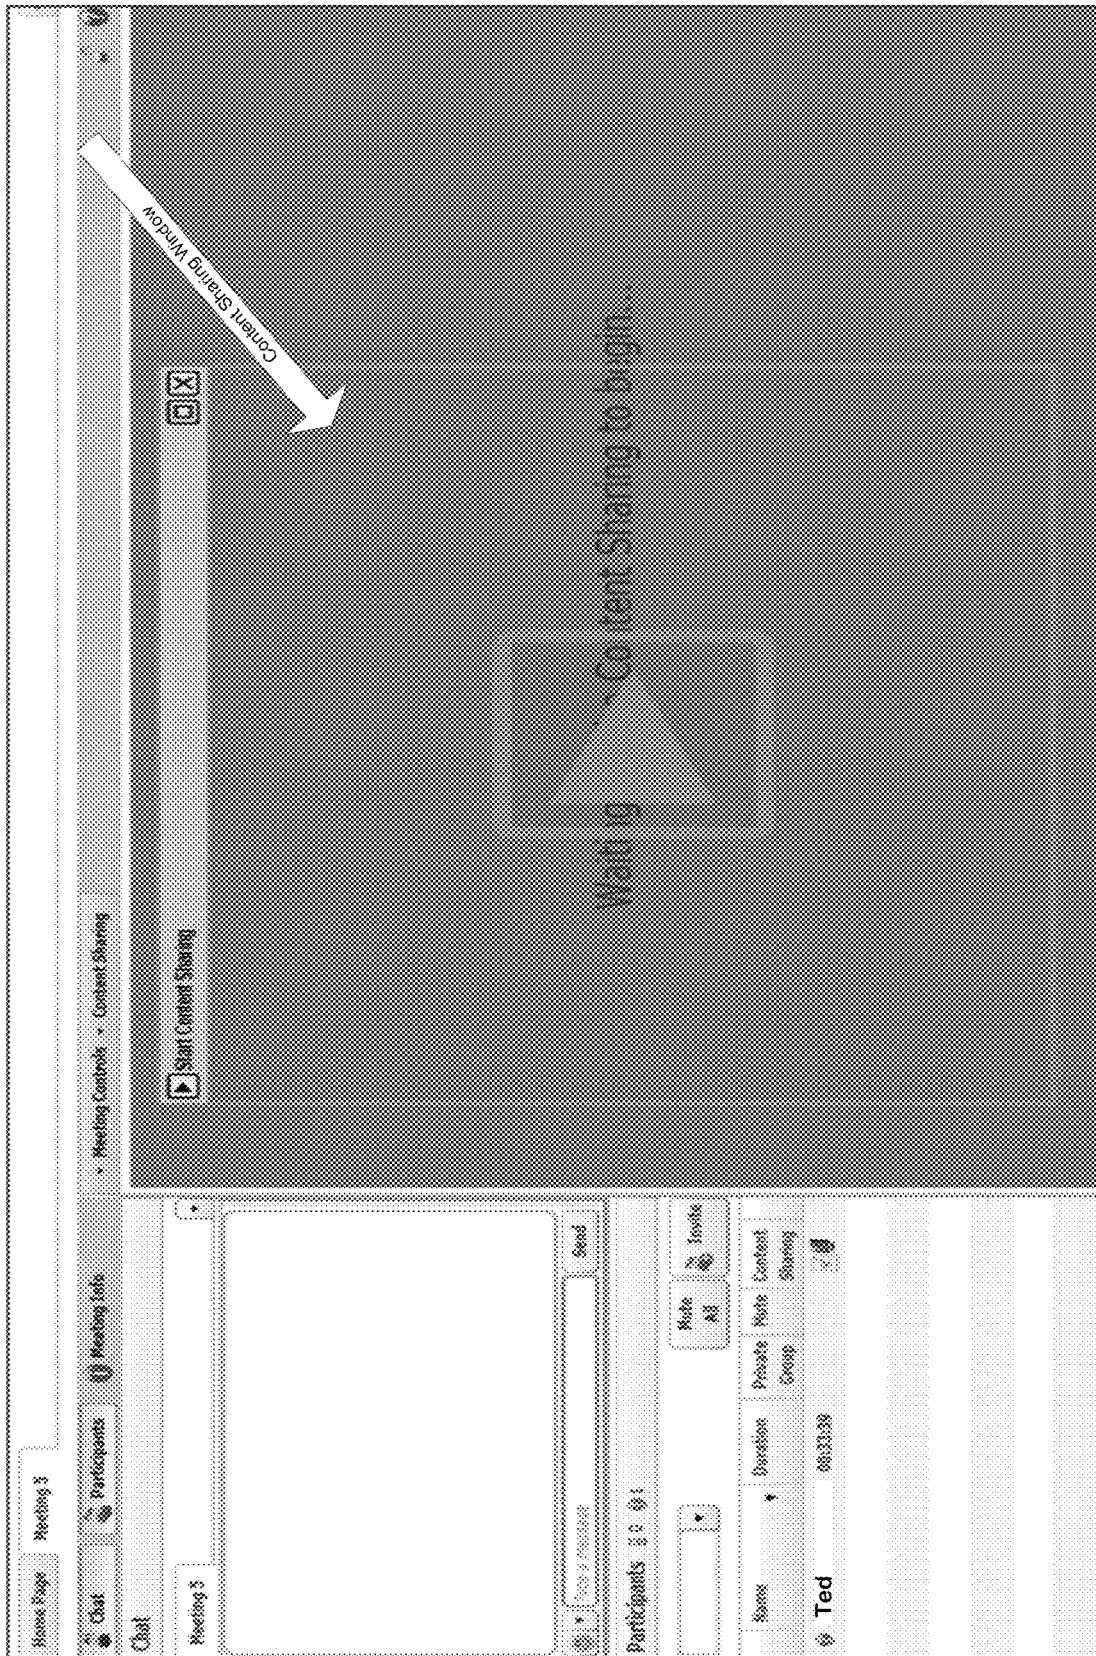 Home Page
Meeting 3
Chat
Participants
Meeting Info
Meeting Controls
Content Sharing
Content Sharing Window
Chat
Meeting 3
Send
Start Content Sharing
Waiting Content Sharing to begin...
Participants
Mute
All
Invite
Name
Duration
Private
Group
Mute
Content
Sharing
Ted
00:33:39